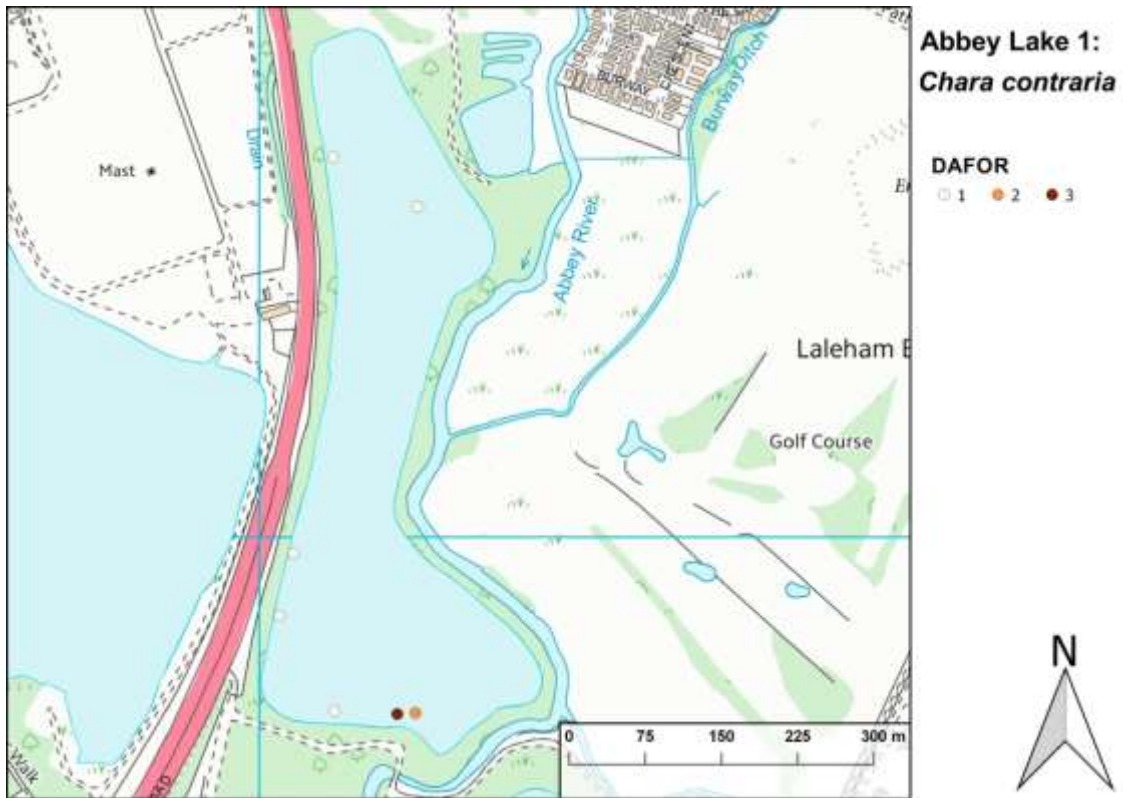 Abbey Lake 1:
Chara contraria
DAFOR
1 2 3
BURWAY
Burway Ditch
Drain
Mast
Abbey River
Laleham
Golf Course
Walk
0 75 150 225 300 m
N